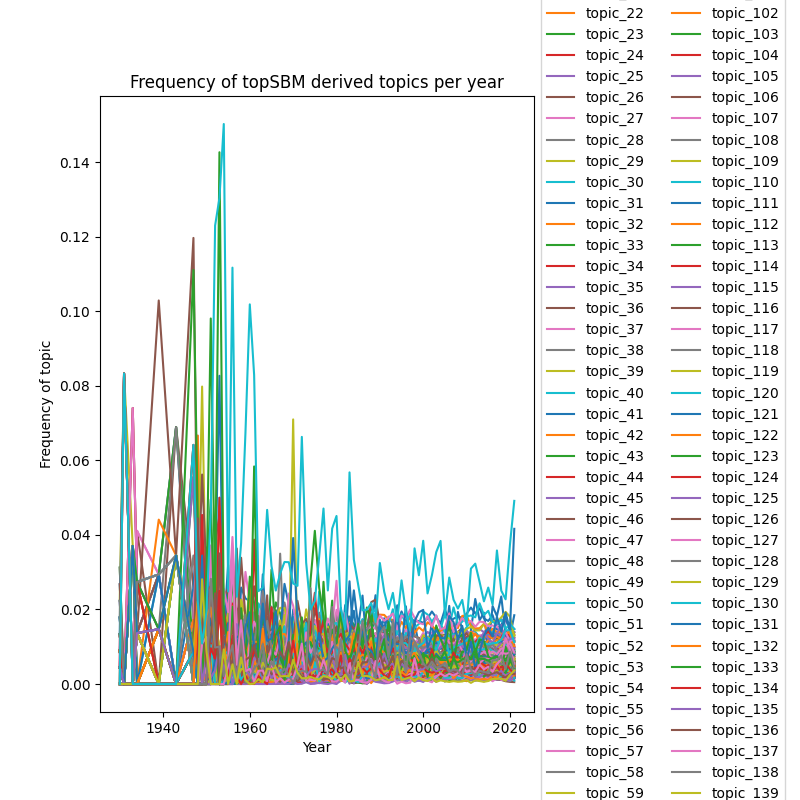 Frequency of topSBM derived topics per year
Frequency of topic
0.14
0.12
0.10
0.08
0.06
0.04
0.02
0.00
1940 1960 1980 2000 2020
Year
topic_22 topic_102
topic_23 topic_103
topic_24 topic_104
topic_25 topic_105
topic_26 topic_106
topic_27 topic_107
topic_28 topic_108
topic_29 topic_109
topic_30 topic_110
topic_31 topic_111
topic_32 topic_112
topic_33 topic_113
topic_34 topic_114
topic_35 topic_115
topic_36 topic_116
topic_37 topic_117
topic_38 topic_118
topic_39 topic_119
topic_40 topic_120
topic_41 topic_121
topic_42 topic_122
topic_43 topic_123
topic_44 topic_124
topic_45 topic_125
topic_46 topic_126
topic_47 topic_127
topic_48 topic_128
topic_49 topic_129
topic_50 topic_130
topic_51 topic_131
topic_52 topic_132
topic_53 topic_133
topic_54 topic_134
topic_55 topic_135
topic_56 topic_136
topic_57 topic_137
topic_58 topic_138
topic_59 topic_139